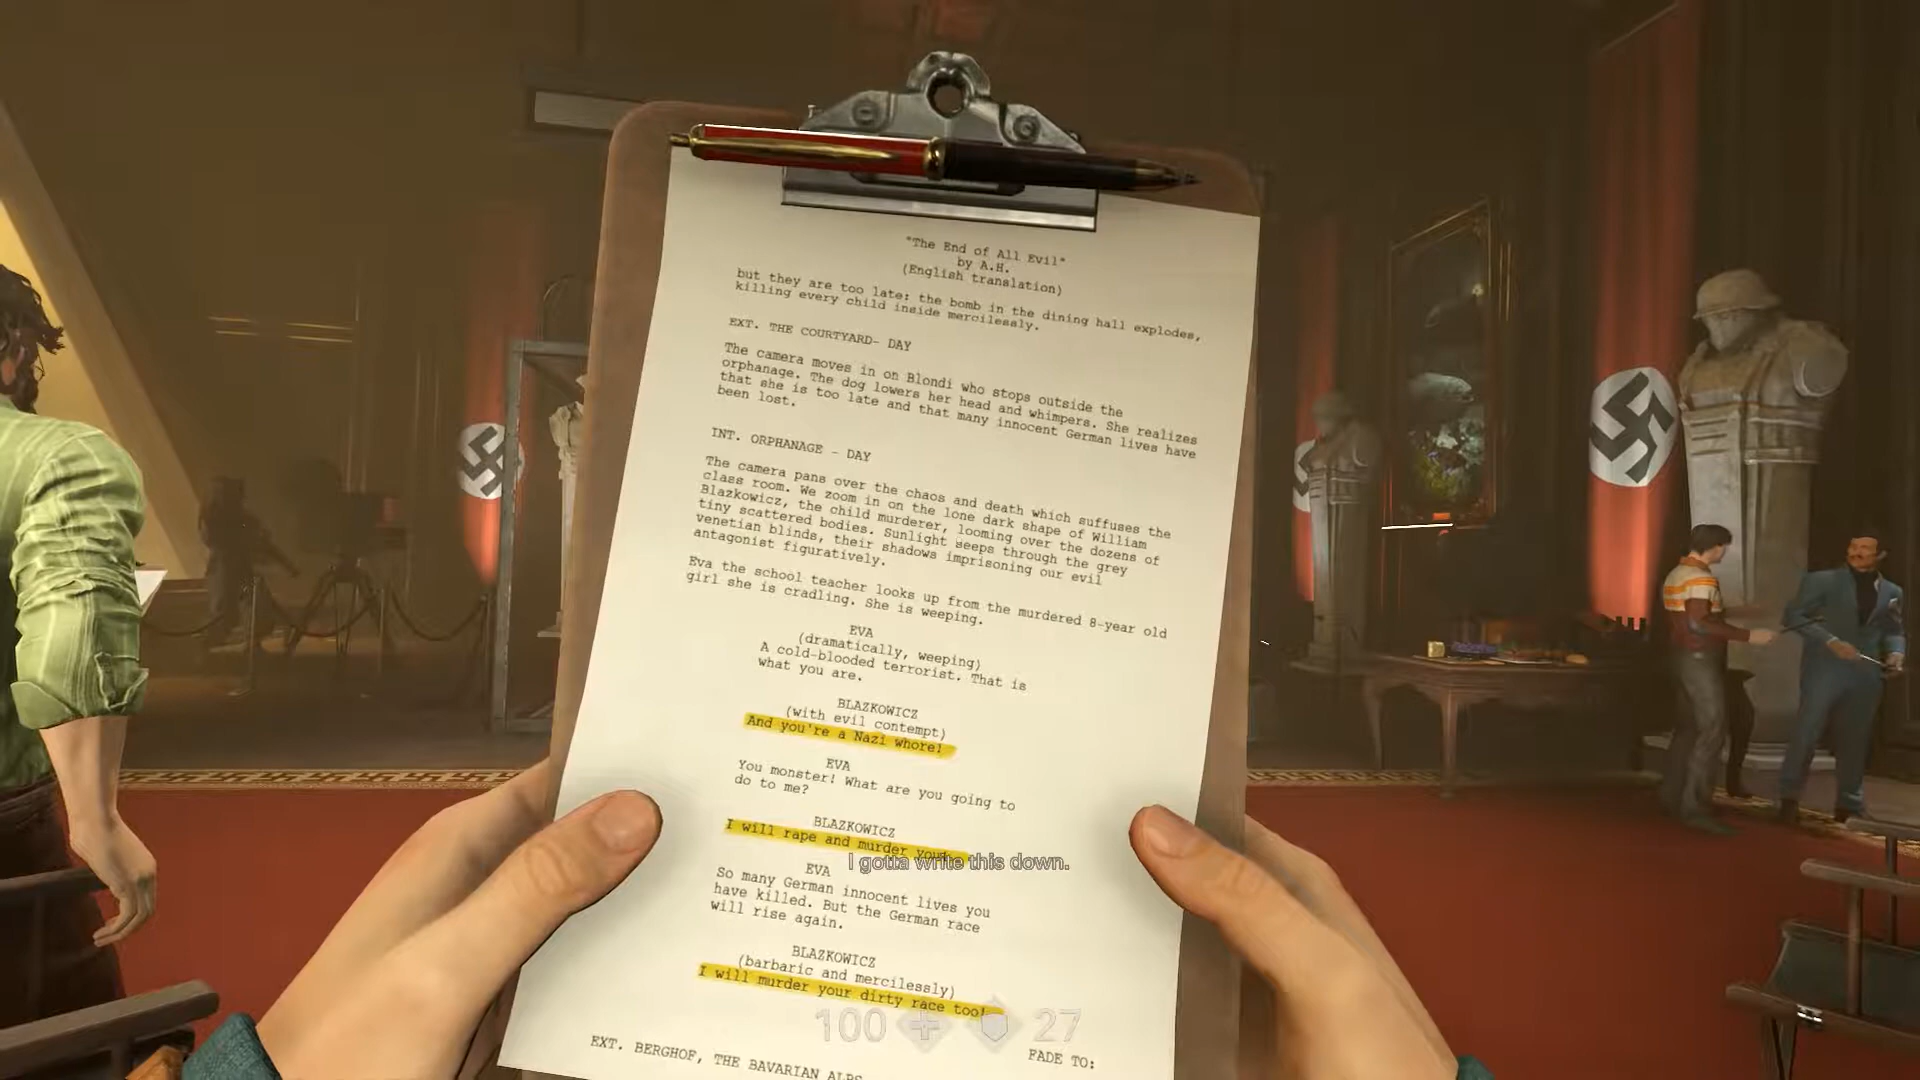 "The End of All Evil"
by A.H.
(English translation)
but they are too late: the bomb in the dining hall explodes,
killing every child inside mercilessly.
EXT. THE COURTYARD- DAY
The camera moves in on Blondi who stops outside the
orphanage. The dog lowers her head and whimpers. She realizes
that she is too late and that many innocent German lives have
been lost.
INT. ORPHANAGE - DAY
The camera pans over the chaos and death which suffuses the
class room. We zoom in on the lone dark shape of William
Blazkowicz, the child murderer, looming over the dozens of
tiny scattered bodies. Sunlight seeps through the grey
venetian blinds, their shadows imprisoning our evil
antagonist figuratively.
Eva the school teacher looks up from the murdered 8-year old
girl she is cradling. She is weeping.
EVA
(dramatically, weeping)
A cold-blooded terrorist. That is
what you are.
BLAZKOWICZ
(with evil contempt)
And you're a Nazi whore!
EVA
You monster! What are you going to
do to me?
BLAZKOWICZ
I will rape and murder you!
I gotta write this down.
EVA
So many German innocent lives you
have killed. But the German race
will rise again.
BLAZKOWICZ
(barbaric and mercilessly)
I will murder your dirty race too!
100 27
FADE TO:
EXT. BERGHOF, THE BAVARIAN ALPS